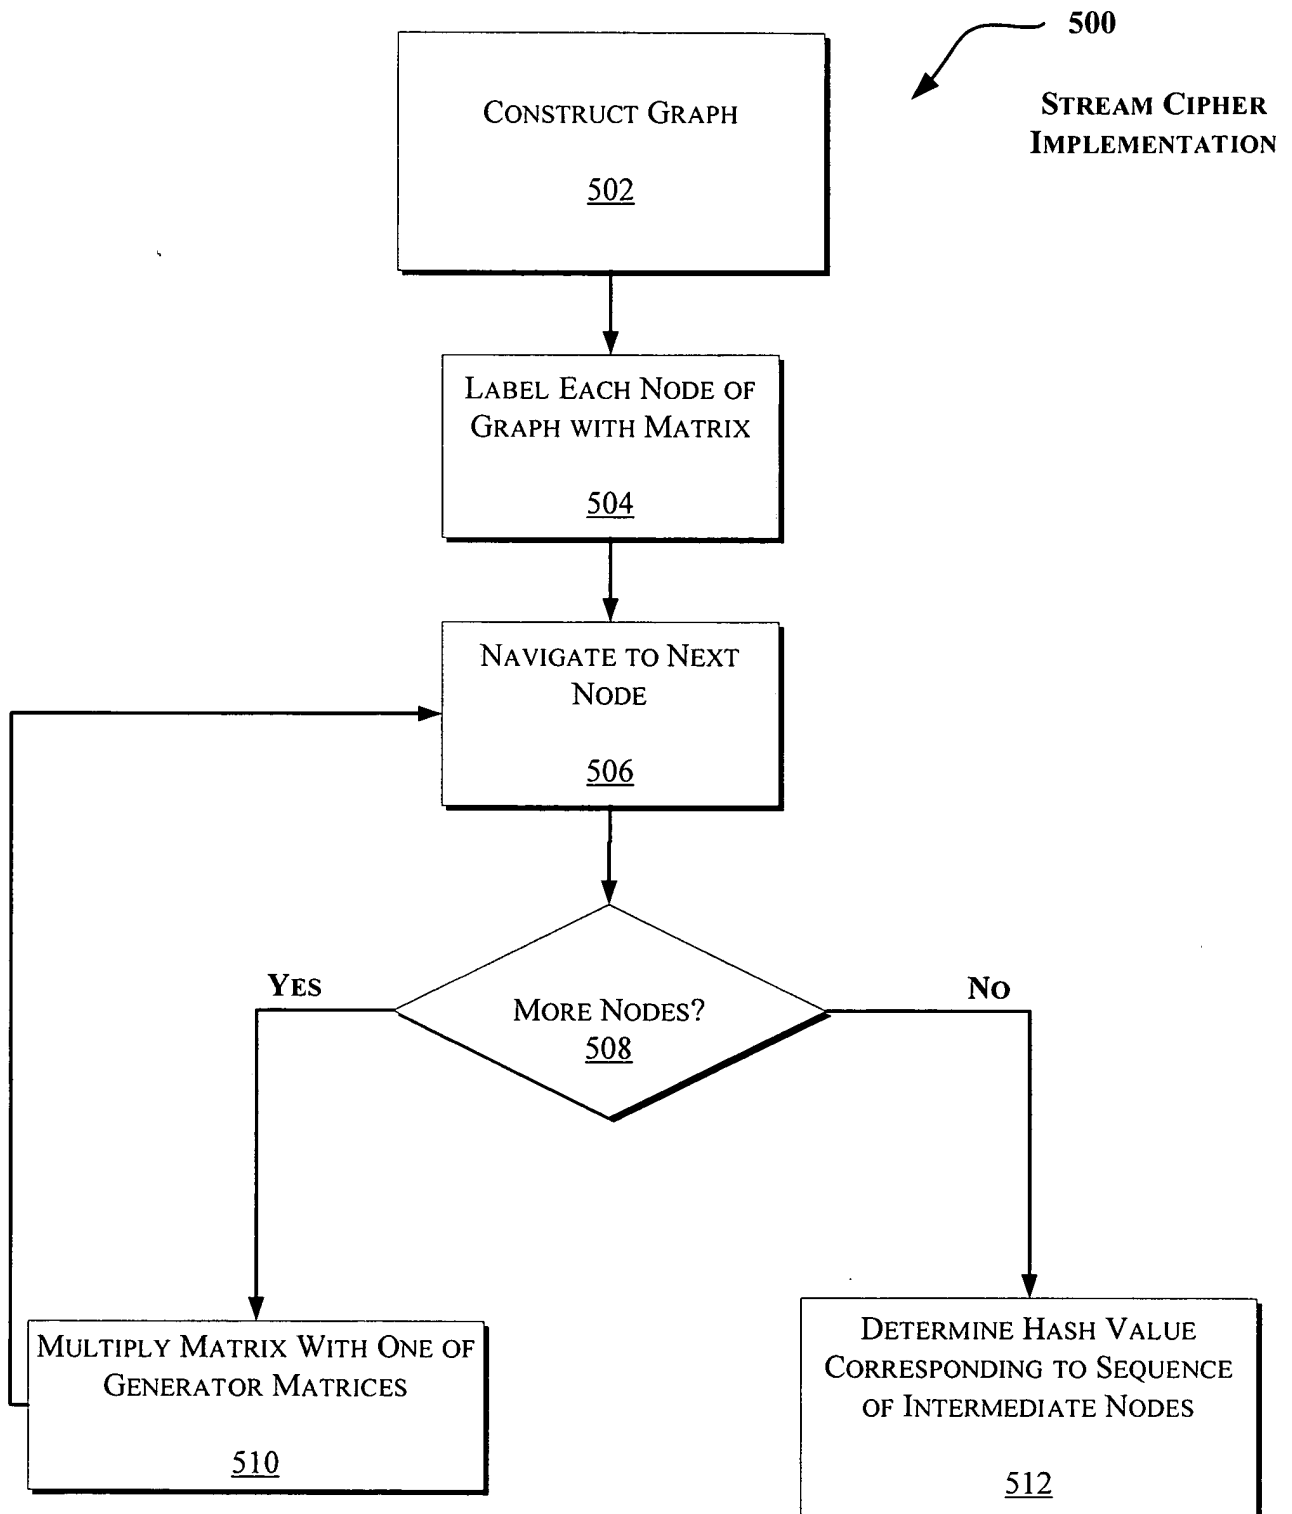 500
STREAM CIPHER
IMPLEMENTATION
CONSTRUCT GRAPH
502
LABEL EACH NODE OF
GRAPH WITH MATRIX
504
NAVIGATE TO NEXT
NODE
506
YES
NO
MORE NODES?
508
MULTIPLY MATRIX WITH ONE OF
GENERATOR MATRICES
510
DETERMINE HASH VALUE
CORRESPONDING TO SEQUENCE
OF INTERMEDIATE NODES
512